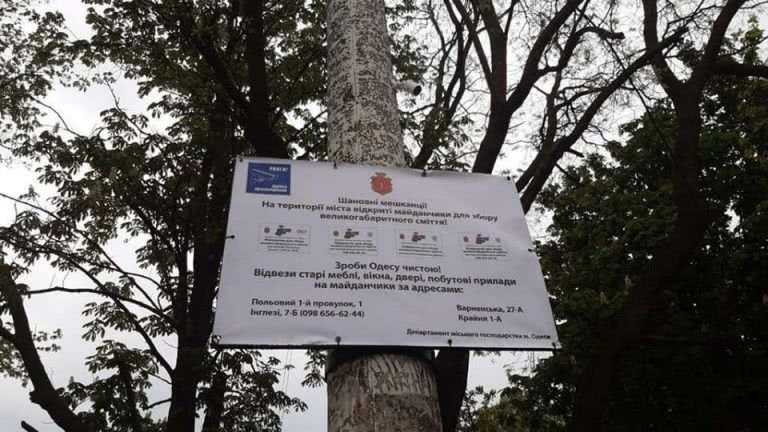 УВАГА!
Шановні мешканці!
На території міста відкриті майданчики для збору
великогабаритного сміття!
Зроби Одесу чистою!
Відвези старі меблі, вікна, двері, побутові прилади
на майданчики за адресами:
Польовий 1-й провулок, 1
Інглезі, 7-Б (098 656-62-44)
Варненська, 27-А
Крайня 1-А
Департамент міського господарства м. Одеси